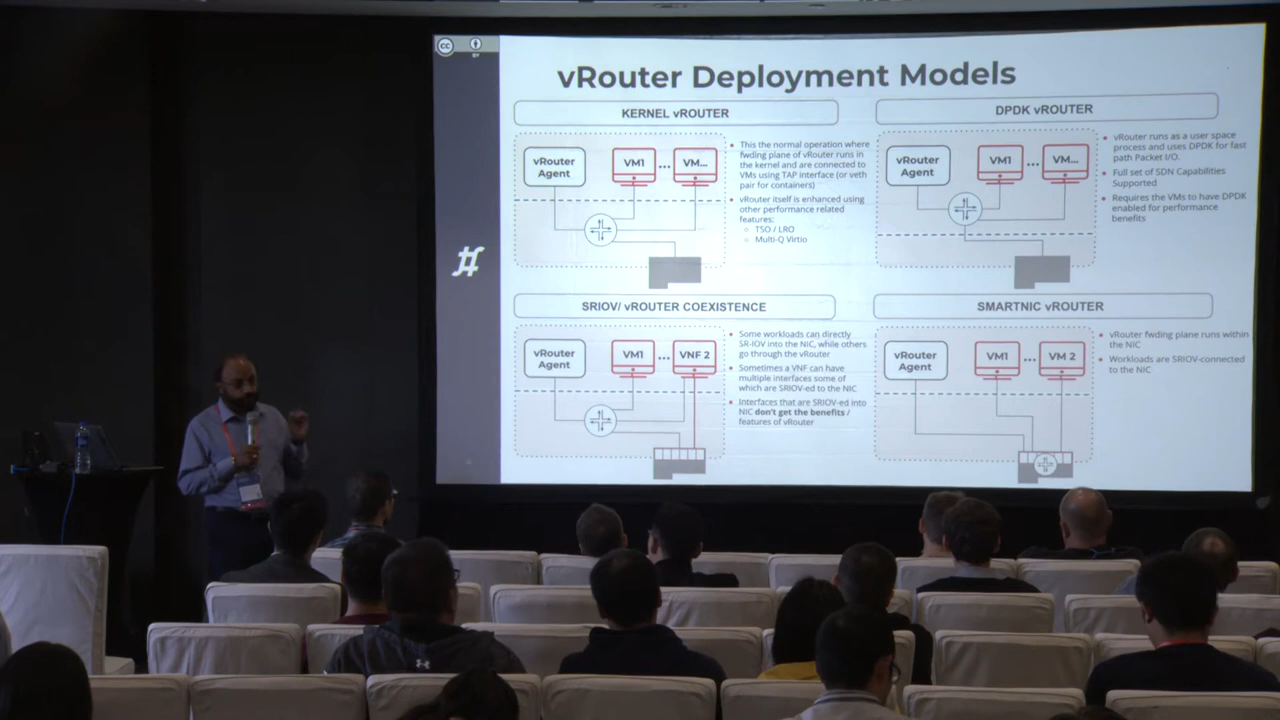 cc
BY
vRouter Deployment Models
KERNEL vROUTER
vRouter
Agent
VM1
...
VM...
This the normal operation where
fwding plane of vRouter runs in
the kernel and are connected to
VMs using TAP interface (or veth
pair for containers)
vRouter itself is enhanced using
other performance related
features:
TSO / LRO
Multi-Q Virtio
DPDK vROUTER
vRouter
Agent
VM1
...
VM...
vRouter runs as a user space
process and uses DPDK for fast
path Packet I/O.
Full set of SDN Capabilities
Supported
Requires the VMs to have DPDK
enabled for performance
benefits
SRIOV/ vROUTER COEXISTENCE
vRouter
Agent
VM1
...
VNF 2
Some workloads can directly
SR-IOV into the NIC, while others
go through the vRouter
Sometimes a VNF can have
multiple interfaces some of
which are SRIOV-ed to the NIC
Interfaces that are SRIOV-ed into
NIC don't get the benefits /
features of vRouter
SMARTNIC vROUTER
vRouter
Agent
VM1
...
VM 2
vRouter fwding plane runs within
the NIC
Workloads are SRIOV-connected
to the NIC